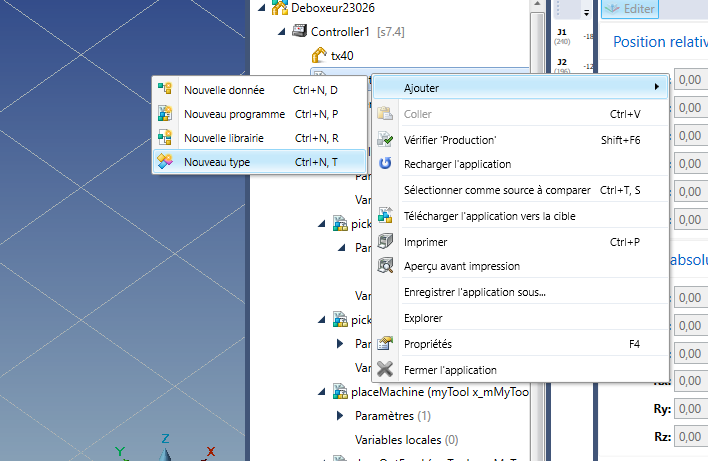 Deboxeur23026
Controller1 [s7.4]
tx40
Nouvelle donnée Ctrl+N, D
Nouveau programme Ctrl+N, P
Nouvelle librairie Ctrl+N, R
Nouveau type Ctrl+N, T
Ajouter
Coller Ctrl+V
Vérifier 'Production' Shift+F6
Recharger l'application
Sélectionner comme source à comparer Ctrl+T, S
Télécharger l'application vers la cible
Imprimer Ctrl+P
Aperçu avant impression
Enregistrer l'application sous...
Explorer
Propriétés F4
Fermer l'application
Par
Var
pick
Par
Var
pick
Par
Var
placeMachine (myTool x_mMyToo
Paramètres (1)
Variables locales (0)
J1
(240)
-18
J2
(196)
-12
Editer
Position relativ
0,00
0,00
0,00
0,00
0,00
0,00
absolu
0,00
0,00
0,00
0,00
Ry: 0,00
Rz: 0,00
Y
Z
X